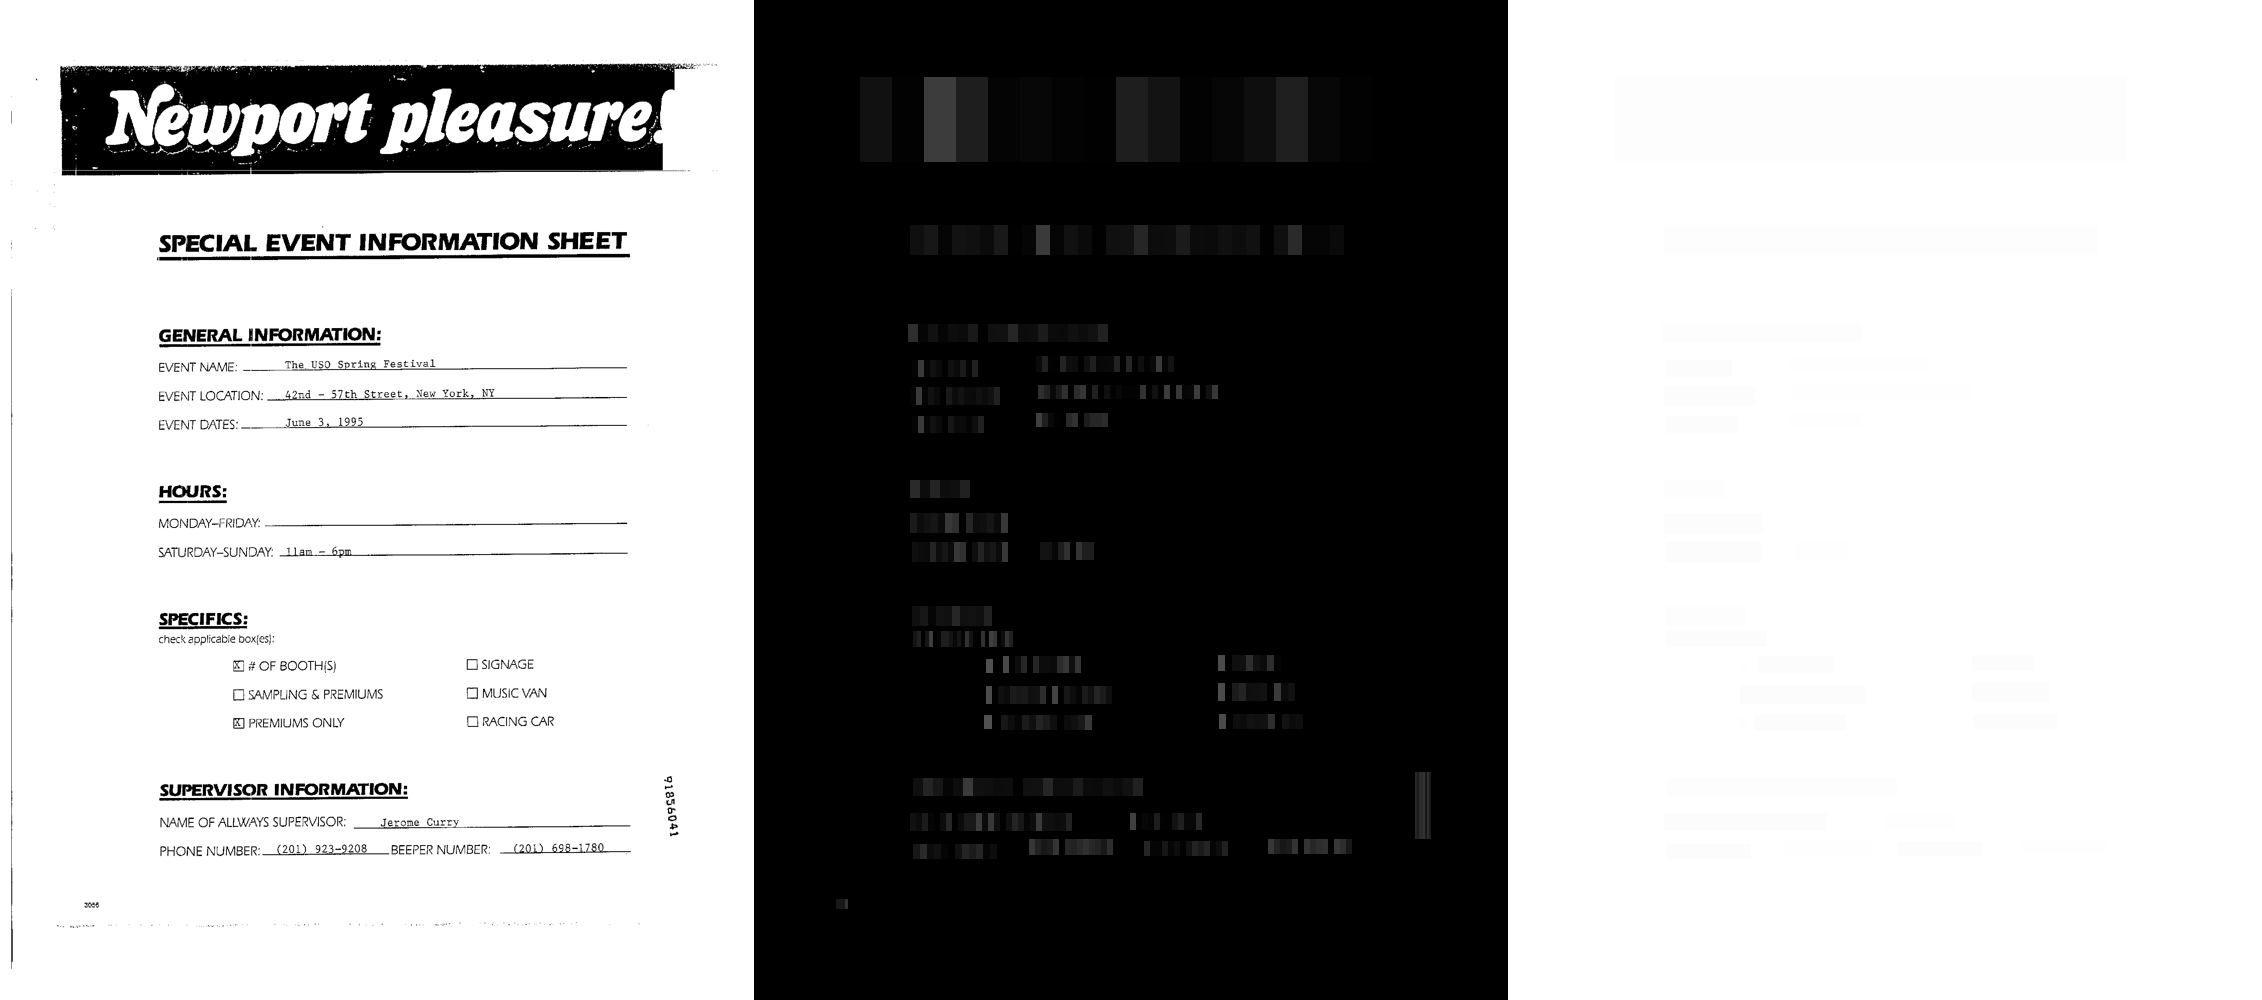 Newport pleasure!
SPECIAL EVENT INFORMATION SHEET
GENERAL INFORMATION:
EVENT NAME: The USO Spring Festival
EVENT LOCATION: 42nd - 57th Street, New York, NY
EVENT DATES: June 3, 1995
HOURS:
MONDAY-FRIDAY:
SATURDAY-SUNDAY: 11am - 6pm
SPECIFICS:
check applicable box(es):
☒ # OF BOOTH(S) ☐ SIGNAGE
☐ SAMPLING & PREMIUMS ☐ MUSIC VAN
☒ PREMIUMS ONLY ☐ RACING CAR
SUPERVISOR INFORMATION:
NAME OF ALLWAYS SUPERVISOR: Jerome Curry
PHONE NUMBER: (201) 923-9208 BEEPER NUMBER: (201) 698-1780
91856041
3066